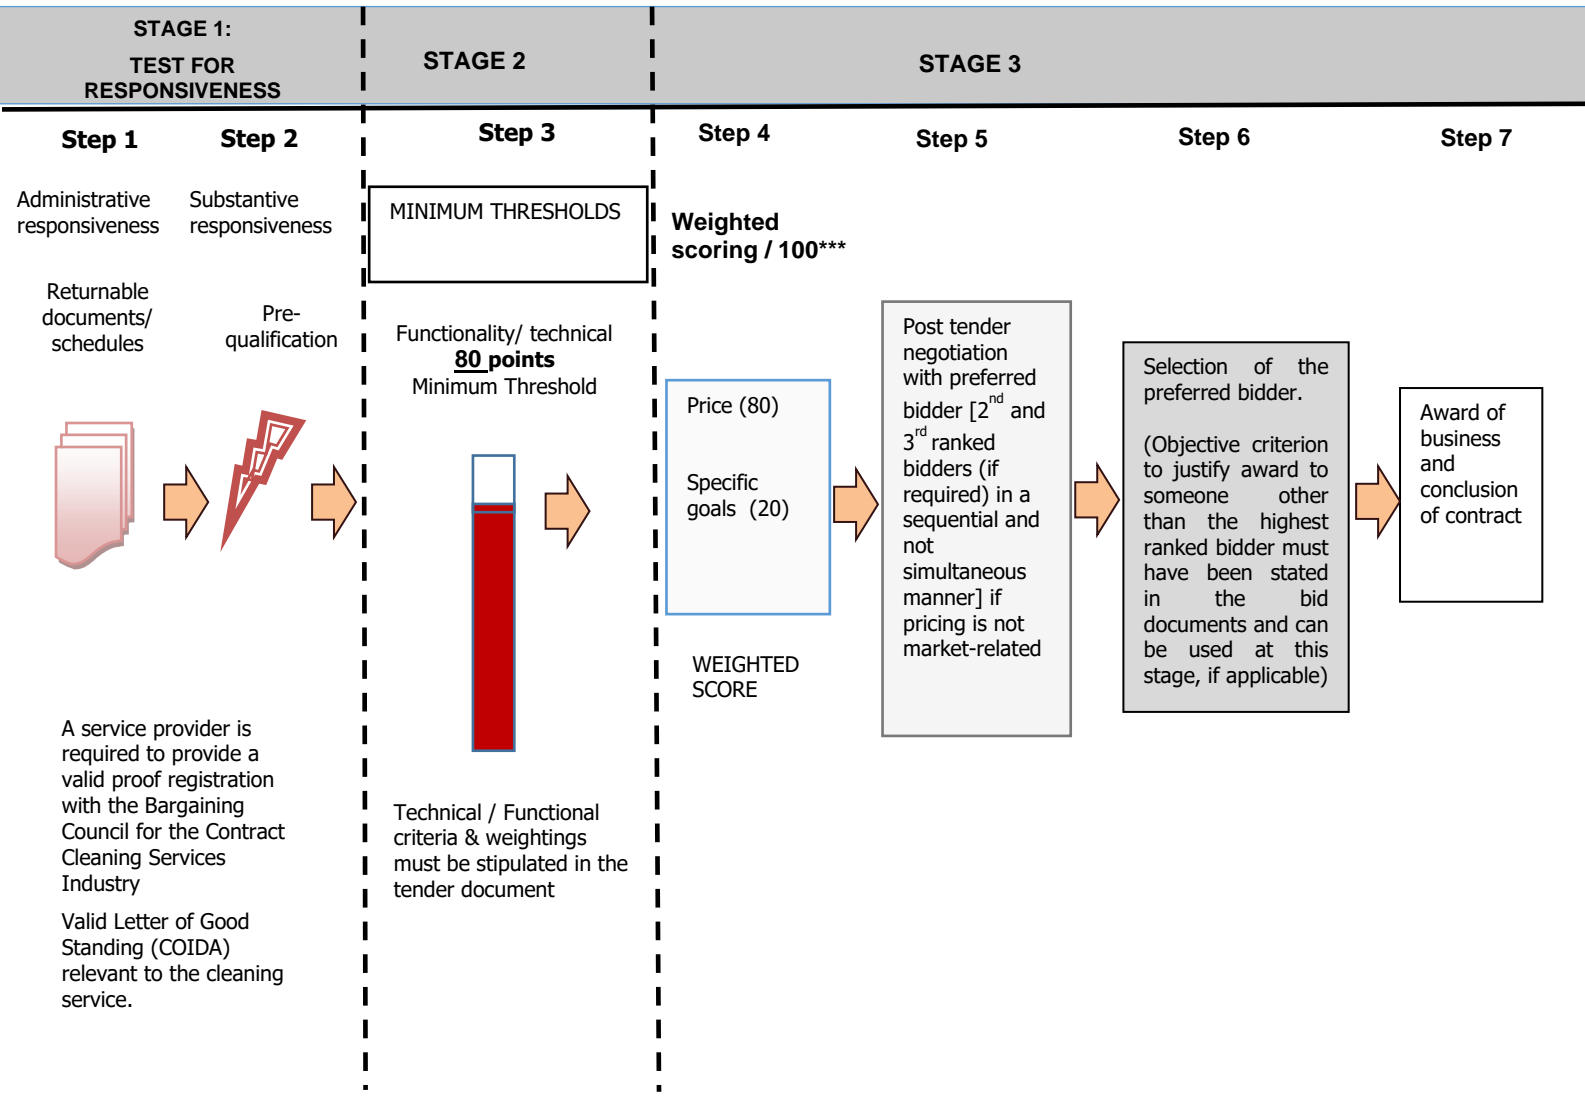 STAGE 1:
TEST FOR
RESPONSIVENESS
STAGE 2
STAGE 3
Step 1
Step 2
Step 3
Step 4
Step 5
Step 6
Step 7
Administrative
responsiveness
Substantive
responsiveness
MINIMUM THRESHOLDS
Weighted
scoring / 100***
Returnable
documents/
schedules
Pre-
qualification
Functionality/ technical
80 points
Minimum Threshold
Price (80)
Specific
goals (20)
WEIGHTED
SCORE
Post tender
negotiation
with preferred
bidder [2nd and
3rd ranked
bidders (if
required) in a
sequential and
not
simultaneous
manner] if
pricing is not
market-related
Selection of the
preferred bidder.
(Objective criterion
to justify award to
someone other
than the highest
ranked bidder must
have been stated
in the bid
documents and can
be used at this
stage, if applicable)
Award of
business
and
conclusion
of contract
A service provider is
required to provide a
valid proof registration
with the Bargaining
Council for the Contract
Cleaning Services
Industry
Valid Letter of Good
Standing (COIDA)
relevant to the cleaning
service.
Technical / Functional
criteria & weightings
must be stipulated in the
tender document